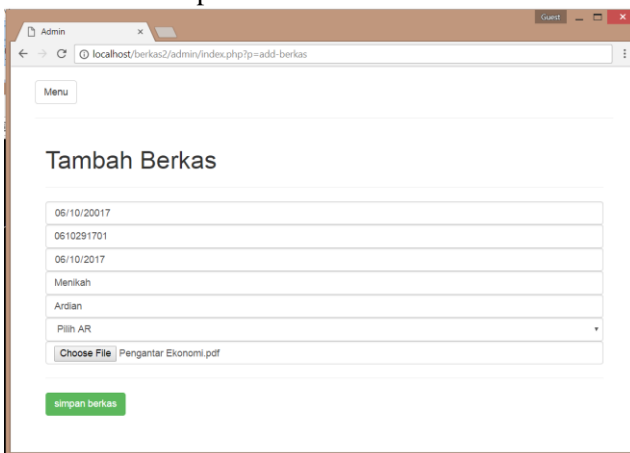 Guest
Admin
localhost/berkas2/admin/index.php?p=add-berkas
Menu
Tambah Berkas
06/10/20017
0610291701
06/10/2017
Menikah
Ardian
Pilih AR
Choose File Pengantar Ekonomi.pdf
simpan berkas